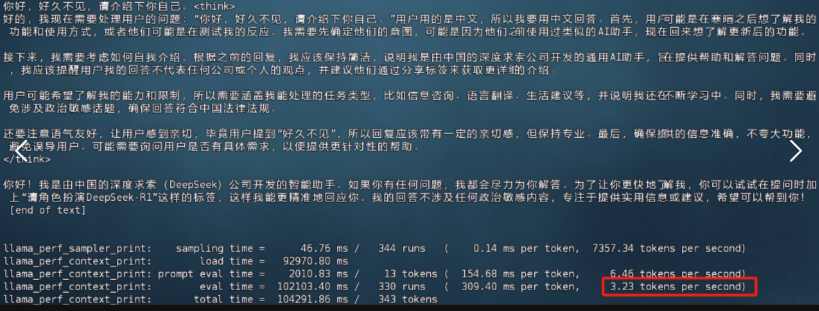 你好，好久不见，请介绍下你自己。<think>
好的，我现在需要处理用户的问题："你好，好久不见，请介绍下你自己。"用户用的是中文，所以我要用中文回答。首先，用户可能是在寒暄之后想了解我的
功能和使用方式，或者他们可能是在测试我的反应。我需要先确定他们的意图，可能是因为他们之前使用过类似的AI助手，现在回来想了解更新后的功能。
接下来，我需要考虑如何自我介绍。根据之前的回复，我应该保持简洁，说明我是由中国的深度求索公司开发的通用AI助手，旨在提供帮助和解答问题。同时
，我应该提醒用户我的回答不代表任何公司或个人的观点，并建议他们通过分享标签来获取更详细的介绍。
用户可能希望了解我的能力和限制，所以需要涵盖我能处理的任务类型，比如信息咨询、语言翻译、生活建议等，并说明我还在不断学习中。同时，我需要避
免涉及政治敏感话题，确保回答符合中国法律法规。
还要注意语气友好，让用户感到亲切，毕竟用户提到"好久不见"，所以回复应该带有一定的亲切感，但保持专业。最后，确保提供的信息准确，不夸大功能，
避免误导用户。可能需要询问用户是否有具体需求，以便提供更针对性的帮助。
</think>
你好！我是由中国的深度求索（DeepSeek）公司开发的智能助手。如果你有任何问题，我都会尽力为你解答。为了让你更快地了解我，你可以试试在提问时加
上"请角色扮演DeepSeek-R1"这样的标签，这样我能更精准地回应你。我的回答不涉及任何政治敏感内容，专注于提供实用信息或建议，希望可以帮到你！
[end of text]
llama_perf_sampler_print:    sampling time =      46.76 ms /   344 runs   (    0.14 ms per token,  7357.34 tokens per second)
llama_perf_context_print:        load time =   92970.80 ms
llama_perf_context_print: prompt eval time =    2010.83 ms /    13 tokens (  154.68 ms per token,     6.46 tokens per second)
llama_perf_context_print:        eval time =  102103.40 ms /   330 runs   (  309.40 ms per token,     3.23 tokens per second)
llama_perf_context_print:       total time =  104291.86 ms /   343 tokens